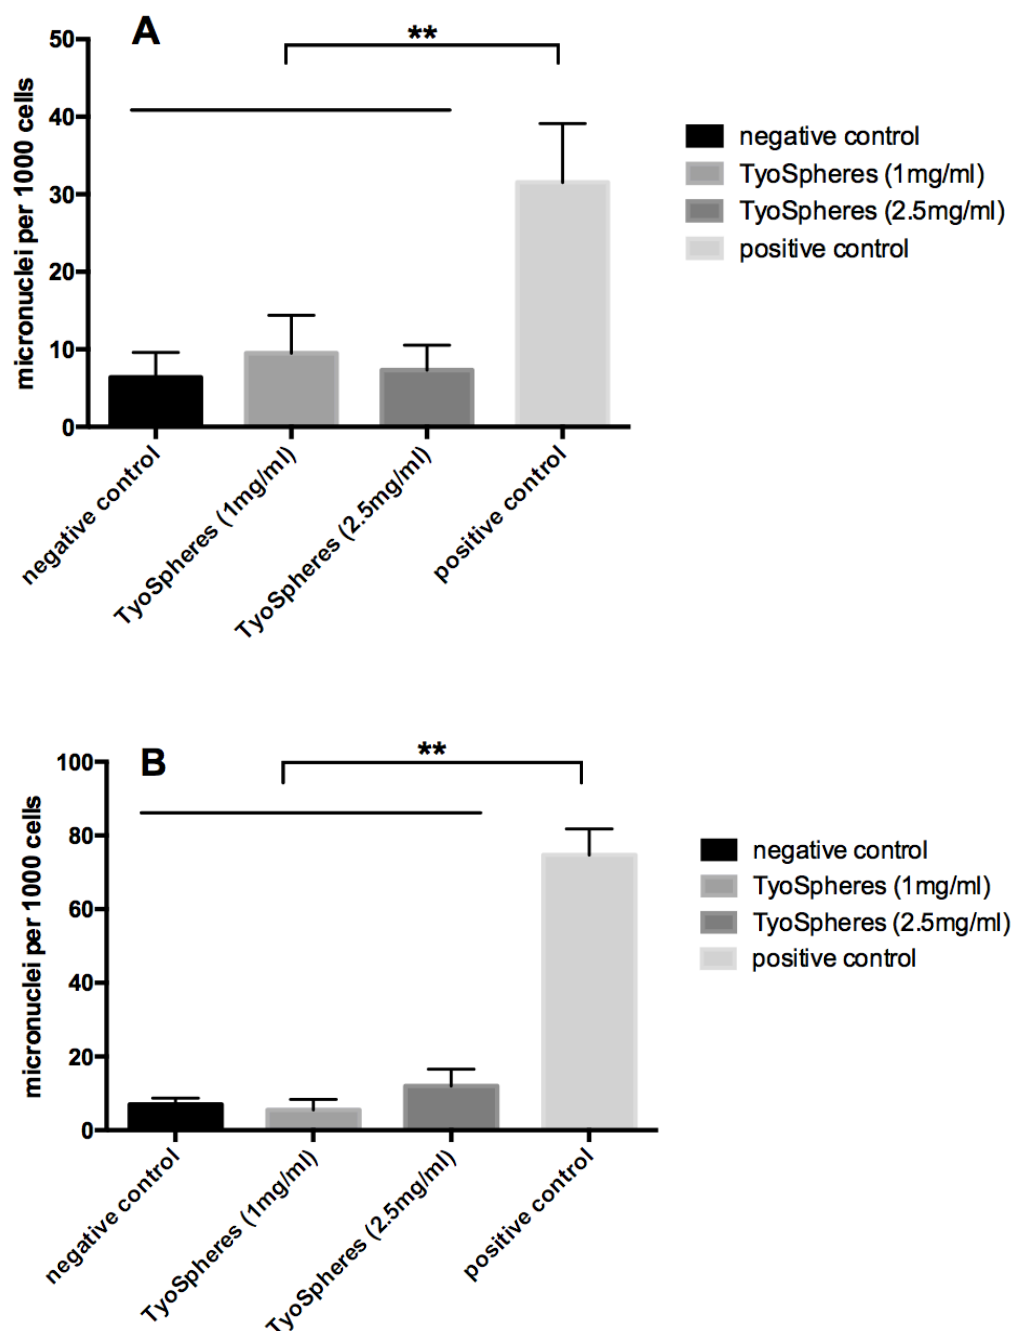 A
**
50
40
30
20
10
0
micronuclei per 1000 cells
negative control
TyoSpheres (1mg/ml)
TyoSpheres (2.5mg/ml)
positive control
negative control
TyoSpheres (1mg/ml)
TyoSpheres (2.5mg/ml)
positive control
B
**
100
80
60
40
20
0
micronuclei per 1000 cells
negative control
TyoSpheres (1mg/ml)
TyoSpheres (2.5mg/ml)
positive control
negative control
TyoSpheres (1mg/ml)
TyoSpheres (2.5mg/ml)
positive control